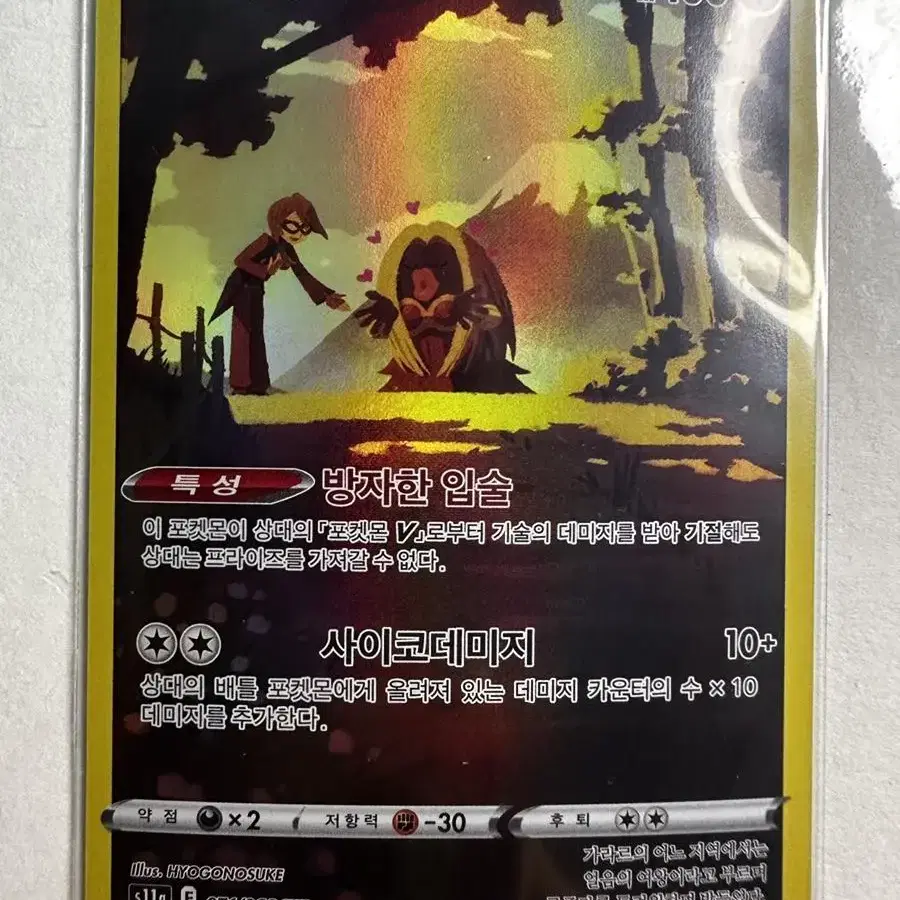 특성 방자한 입술
이 포켓몬이 상대의 「포켓몬 V」로부터 기술의 데미지를 받아 기절해도
상대는 프라이즈를 가져갈 수 없다.
사이코데미지 10+
상대의 배틀 포켓몬에게 올려져 있는 데미지 카운터의 수 × 10
데미지를 추가한다.
약점 ×2 저항력 -30 후퇴
Illus. HYOGONOSUKE
가라르의 어느 지역에서는
얼음의 여왕이라고 부르며
s11a F